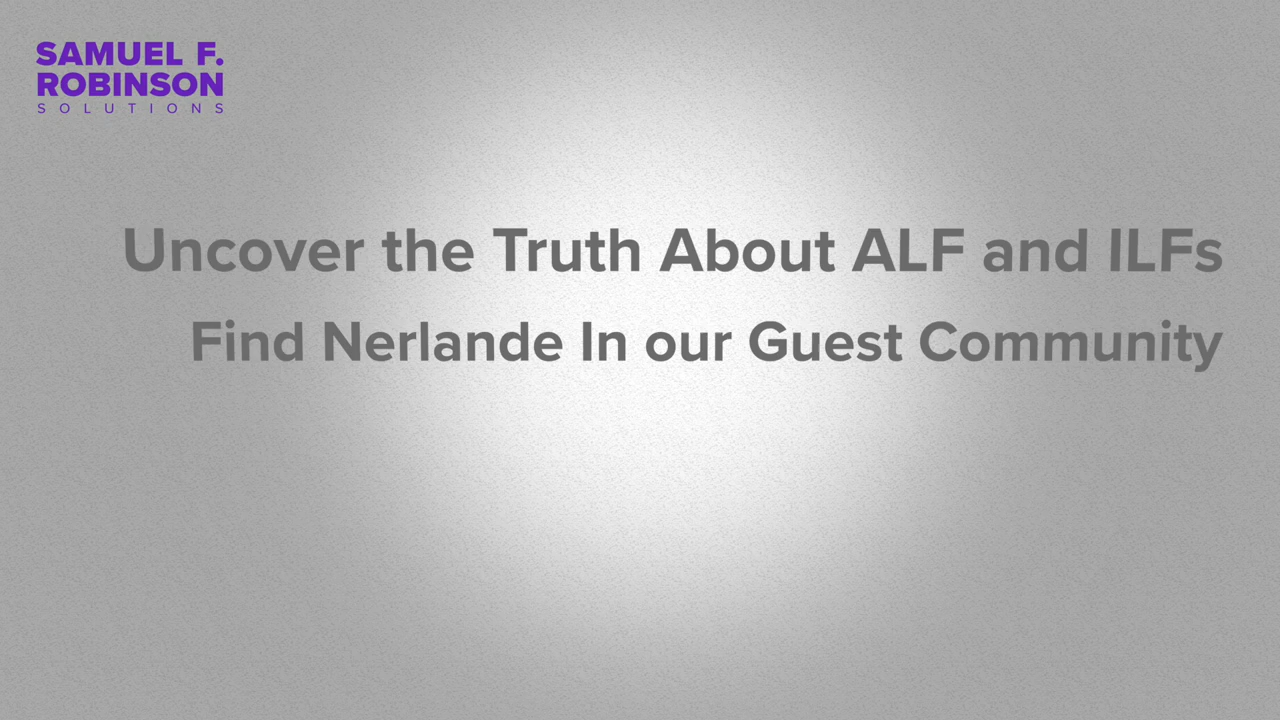 SAMUEL F.
ROBINSON
SOLUTIONS
Uncover the Truth About ALF and ILFs
Find Nerlande In our Guest Community